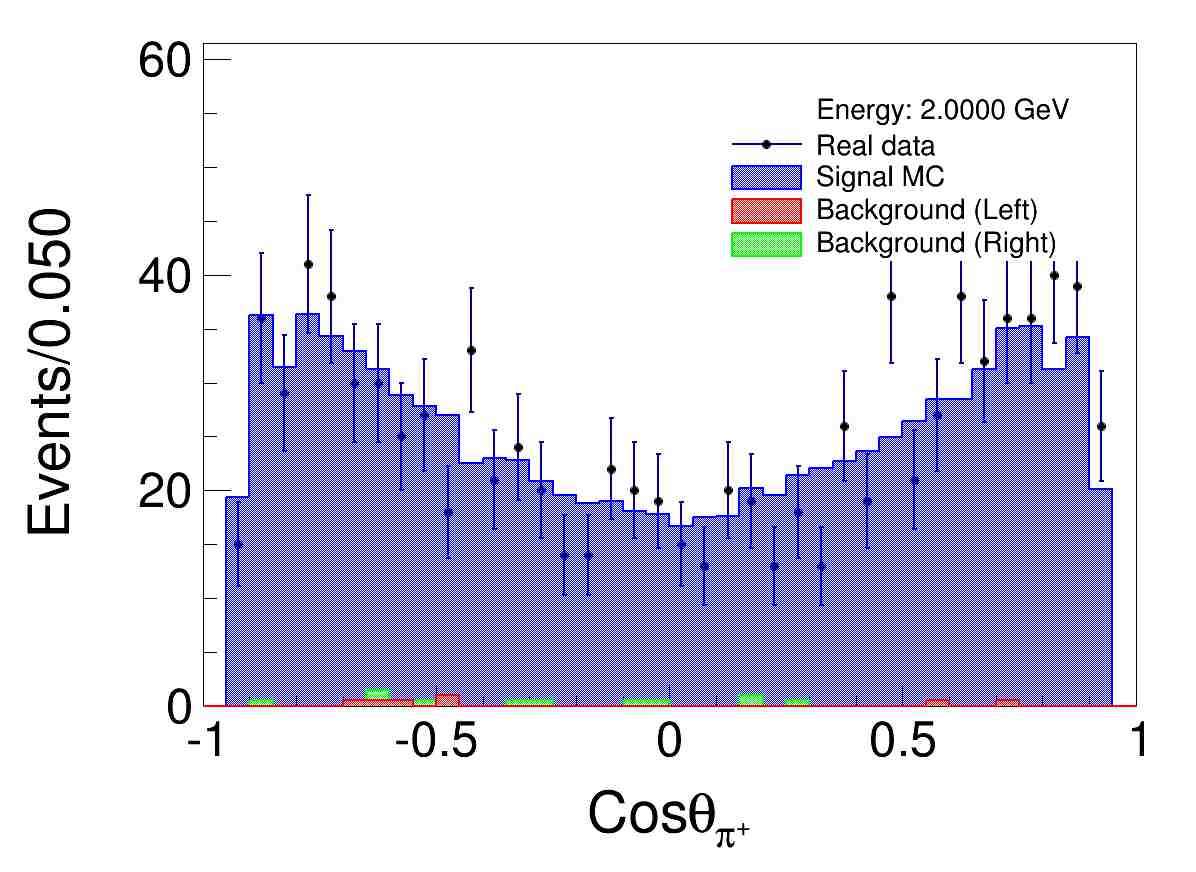 60
40
20
0
Events/0.050
Energy: 2.0000 GeV
Real data
Signal MC
Background (Left)
Background (Right)
-1 -0.5 0 0.5 1
Cosθπ+